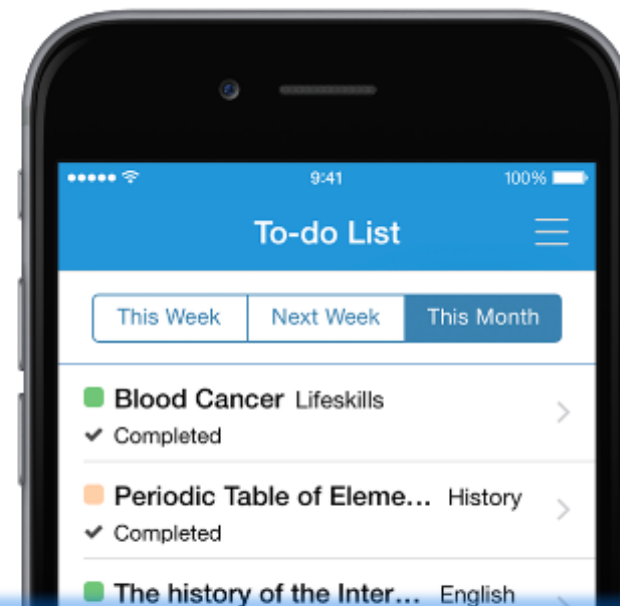 9:41
100%
To-do List
This Week Next Week This Month
Blood Cancer Lifeskills
Completed
Periodic Table of Eleme... History
Completed
The history of the Inter... English